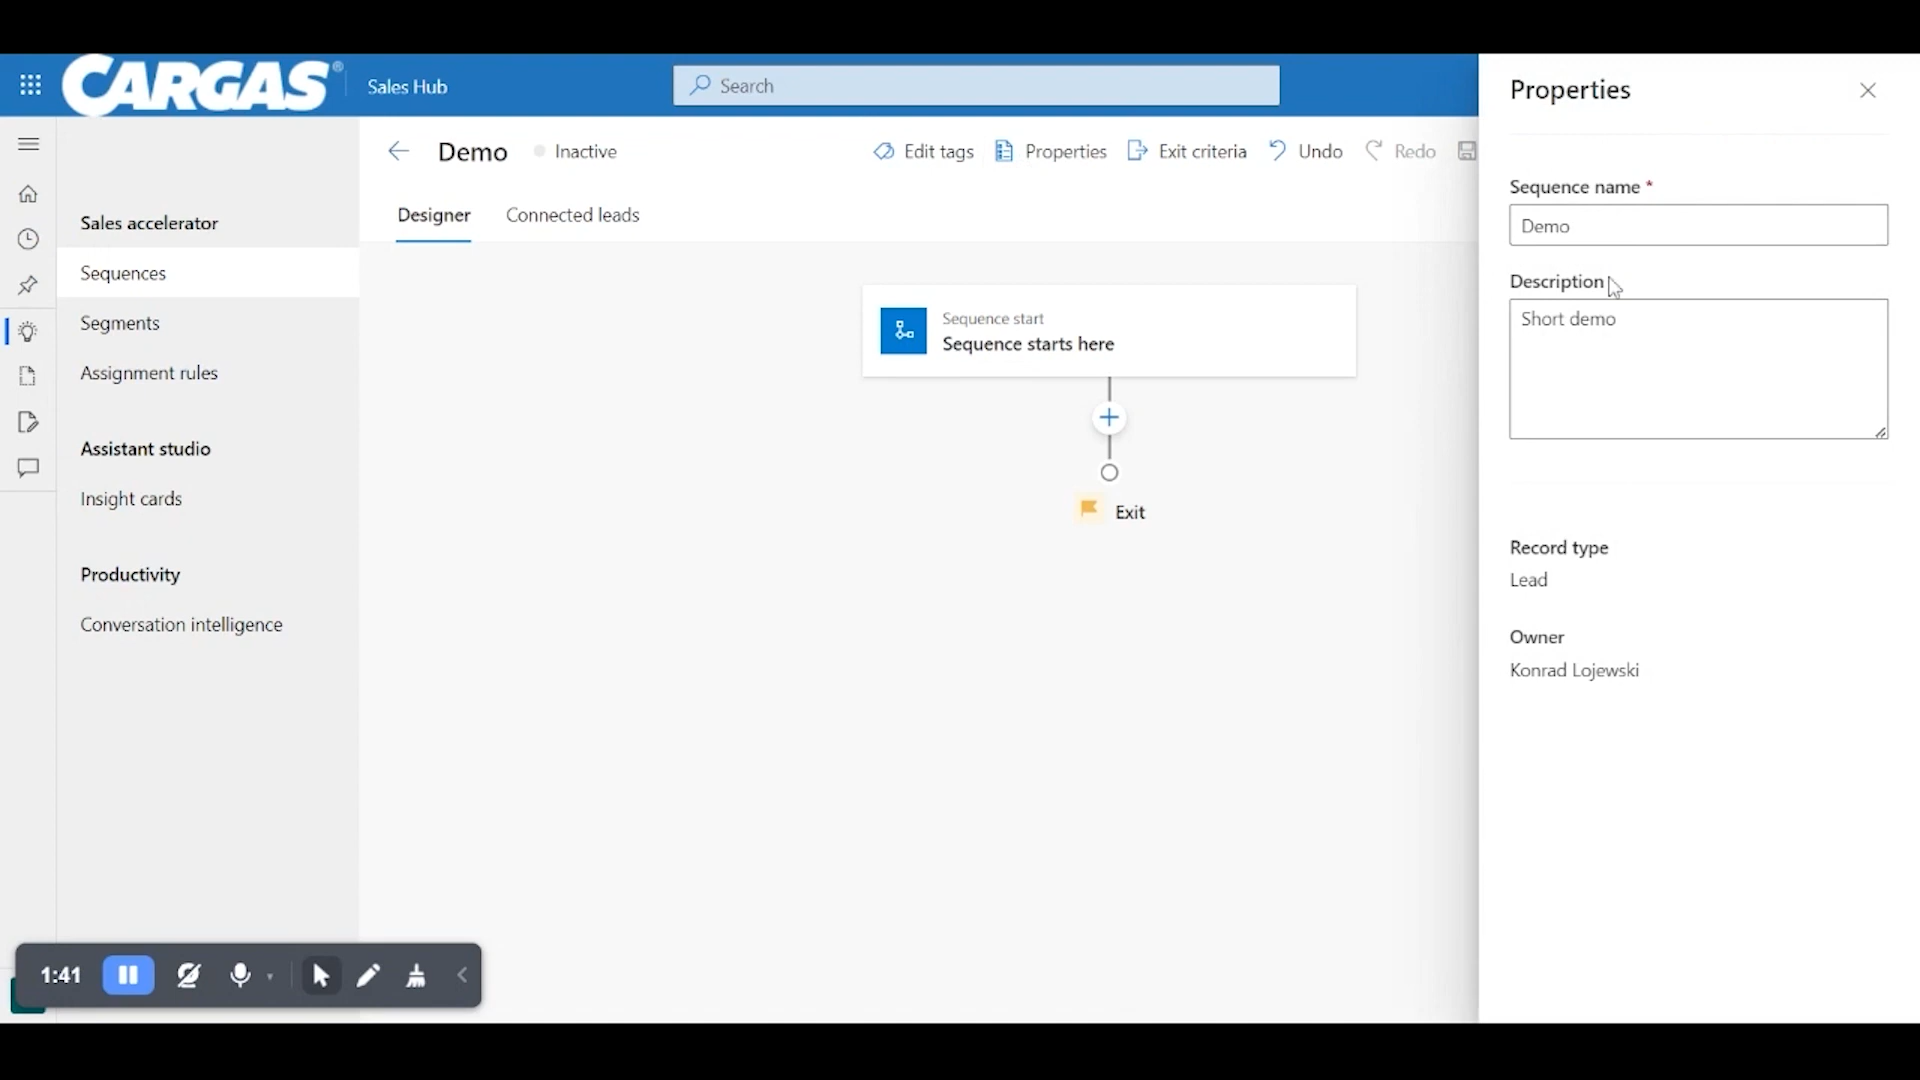 CARGAS®
Sales Hub
Search
Properties
Demo
Inactive
Edit tags
Properties
Exit criteria
Undo
Redo
Designer
Connected leads
Sales accelerator
Sequences
Segments
Assignment rules
Assistant studio
Insight cards
Productivity
Conversation intelligence
Sequence start
Sequence starts here
Exit
Sequence name *
Demo
Description
Short demo
Record type
Lead
Owner
Konrad Lojewski
1:41